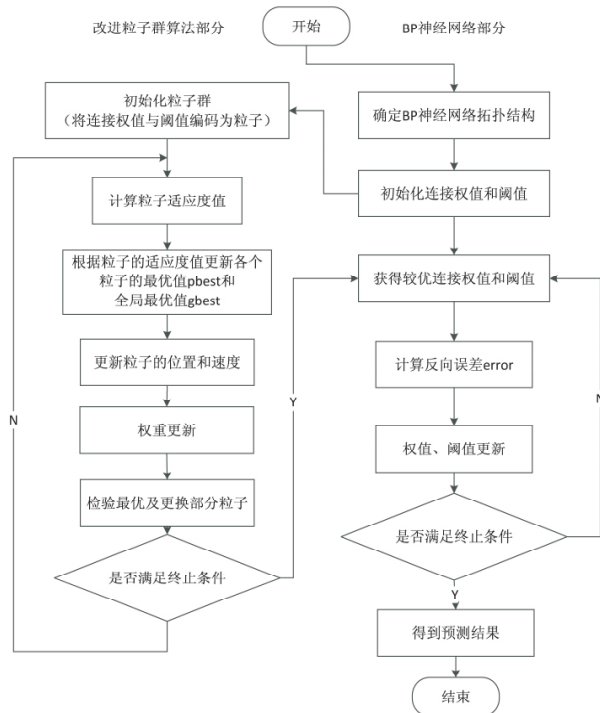 改进粒子群算法部分
开始
BP神经网络部分
初始化粒子群
（将连接权值与阈值编码为粒子）
计算粒子适应度值
根据粒子的适应度值更新各个
粒子的最优值pbest和
全局最优值gbest
更新粒子的位置和速度
权重更新
检验最优及更换部分粒子
是否满足终止条件
N
Y
确定BP神经网络拓扑结构
初始化连接权值和阈值
获得较优连接权值和阈值
计算反向误差error
权值、阈值更新
是否满足终止条件
N
Y
得到预测结果
结束